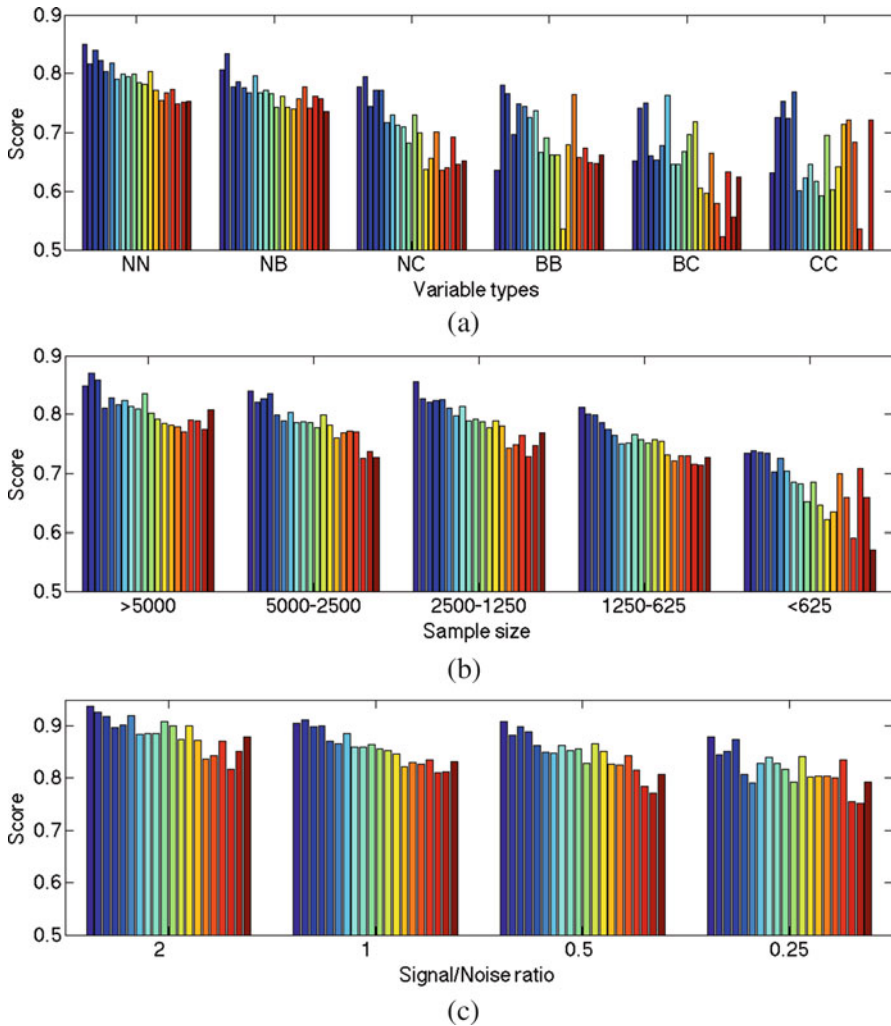 0.9
0.8
0.7
0.6
0.5
Score
NN NB NC BB BC CC
Variable types
(a)
0.9
0.8
0.7
0.6
0.5
Score
>5000 5000-2500 2500-1250 1250-625 <625
Sample size
(b)
0.9
0.8
0.7
0.6
0.5
Score
2 1 0.5 0.25
Signal/Noise ratio
(c)